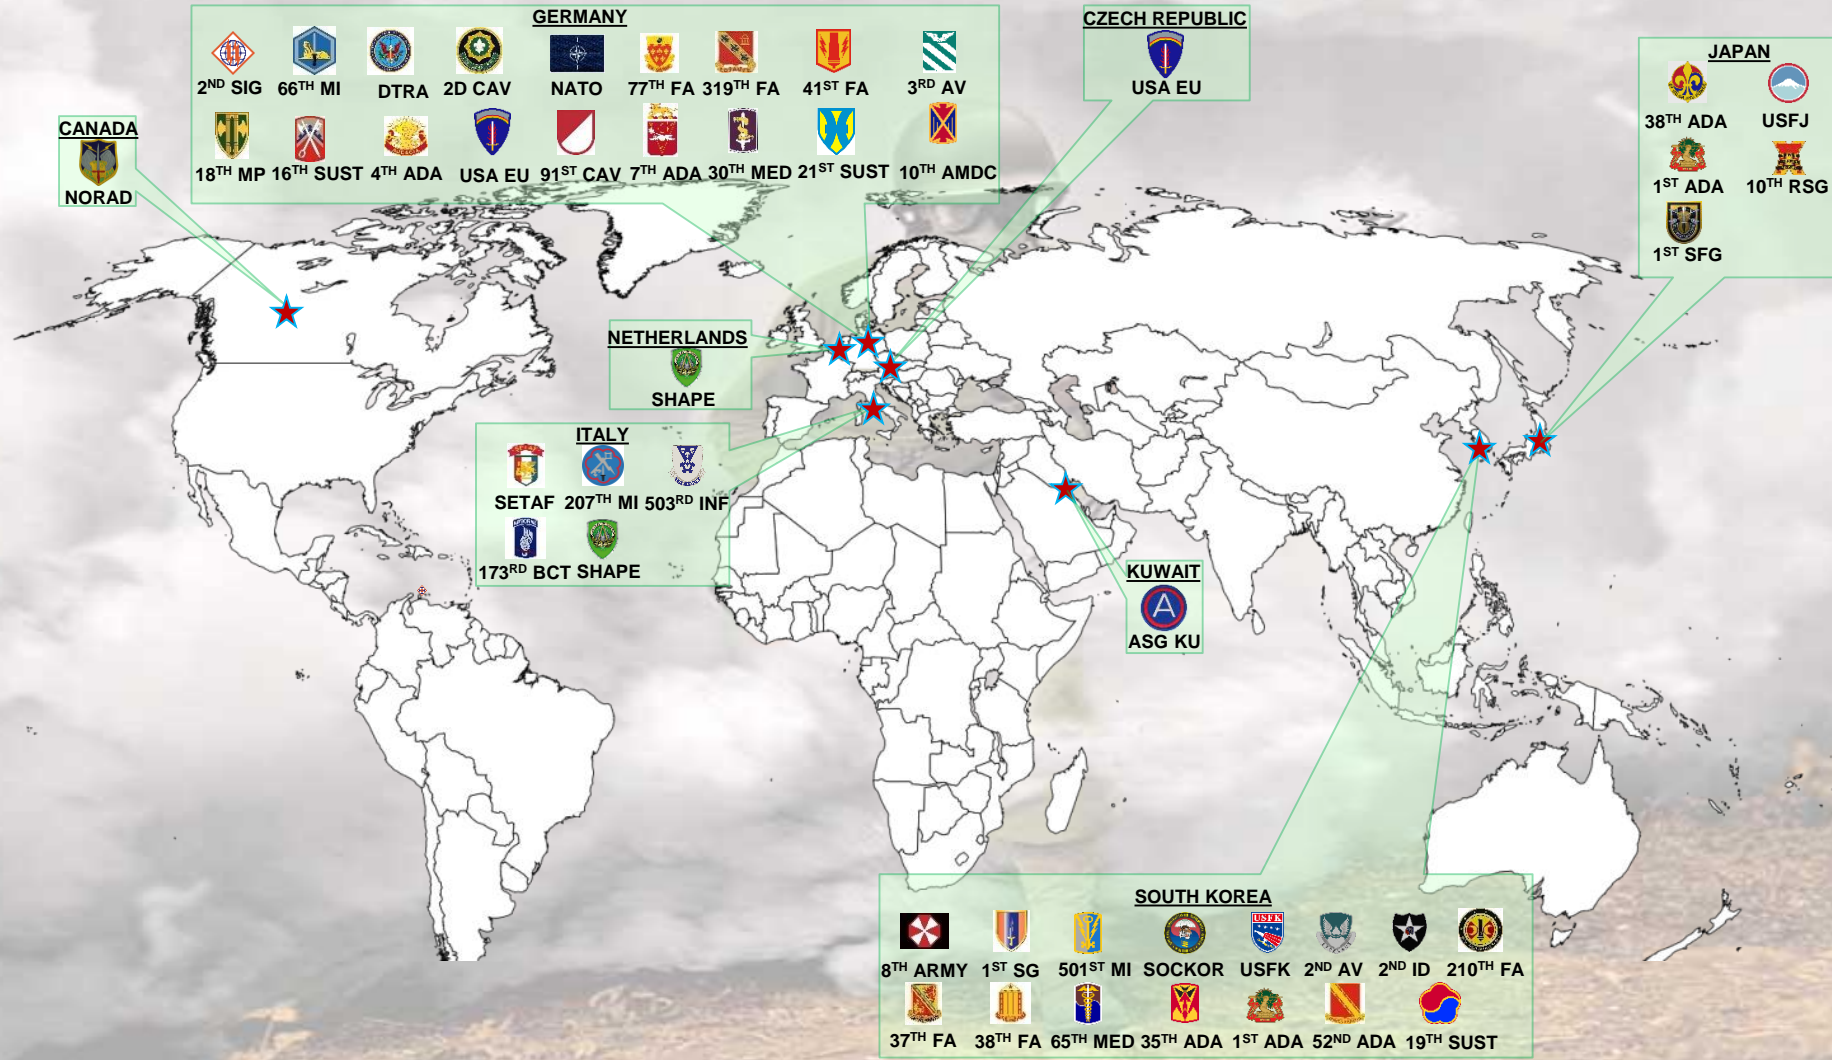 GERMANY
2ND SIG 66TH MI DTRA 2D CAV NATO 77TH FA 319TH FA 41ST FA 3RD AV
18TH MP 16TH SUST 4TH ADA USA EU 91ST CAV 7TH ADA 30TH MED 21ST SUST 10TH AMDC
CZECH REPUBLIC
USA EU
JAPAN
38TH ADA USFJ
1ST ADA 10TH RSG
1ST SFG
CANADA
NORAD
NETHERLANDS
SHAPE
ITALY
SETAF 207TH MI 503RD INF
AIRBORNE
173RD BCT SHAPE
KUWAIT
A
ASG KU
SOUTH KOREA
USFK
8TH ARMY 1ST SG 501ST MI SOCKOR USFK 2ND AV 2ND ID 210TH FA
37TH FA 38TH FA 65TH MED 35TH ADA 1ST ADA 52ND ADA 19TH SUST